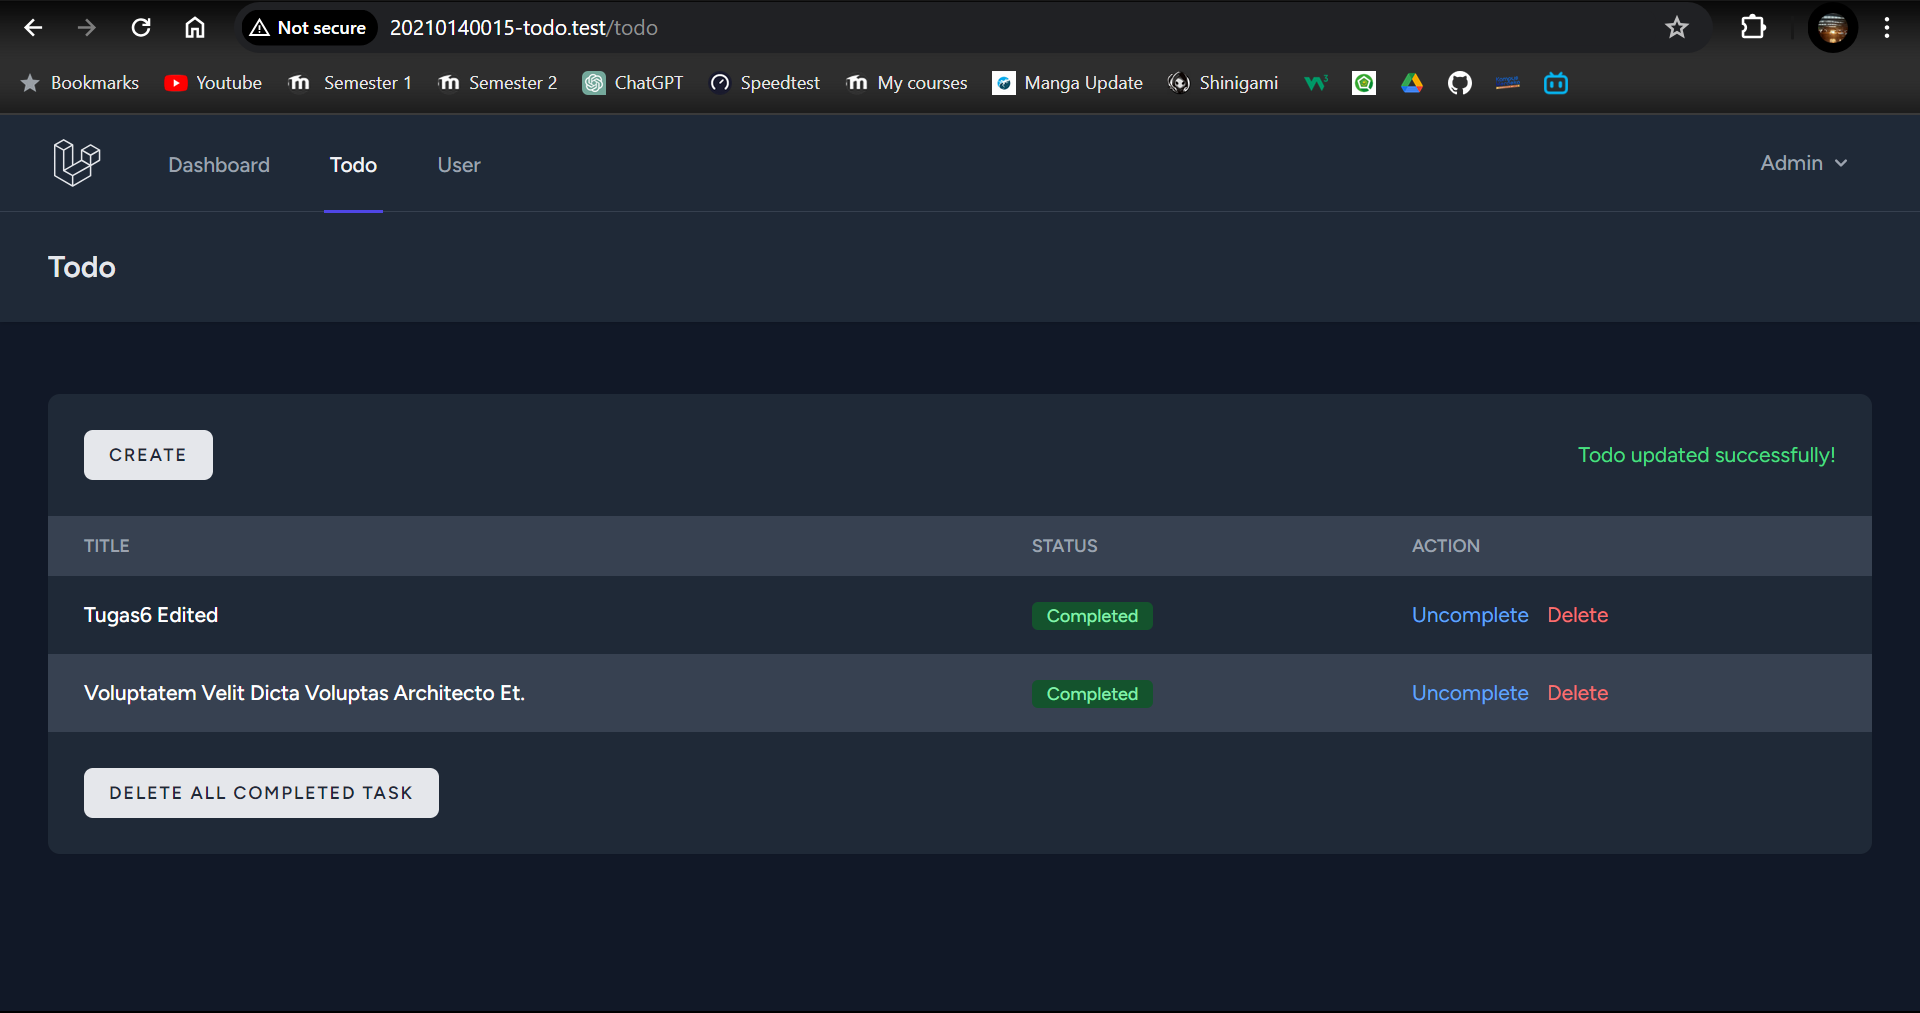 Not secure 20210140015-todo.test/todo
Bookmarks Youtube Semester 1 Semester 2 ChatGPT Speedtest My courses Manga Update Shinigami
Dashboard Todo User Admin
Todo
CREATE Todo updated successfully!
TITLE STATUS ACTION
Tugas6 Edited Completed Uncomplete Delete
Voluptatem Velit Dicta Voluptas Architecto Et. Completed Uncomplete Delete
DELETE ALL COMPLETED TASK